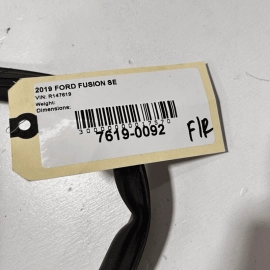 2019 FORD FUSION SE
VIN: R147619
Weight:
Dimensions:
7619-0092
F/R